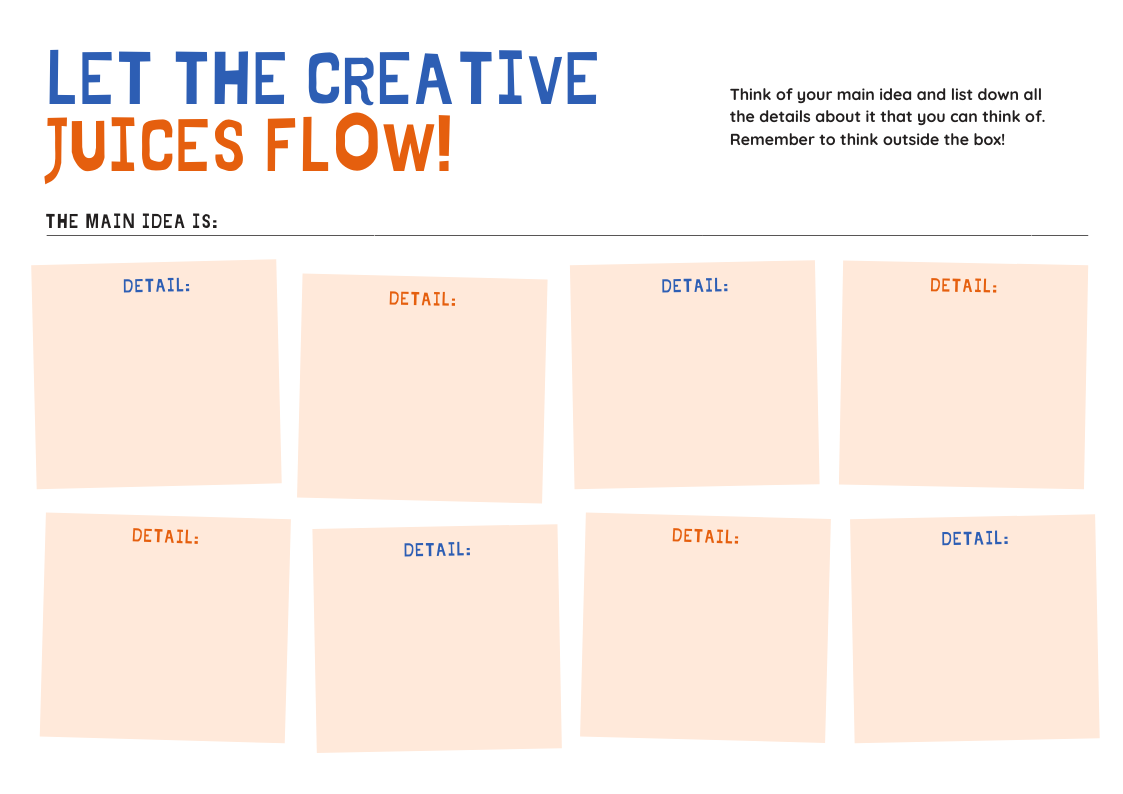 LET THE CREATIVE
JUICES FLOW!
Think of your main idea and list down all
the details about it that you can think of.
Remember to think outside the box!
THE MAIN IDEA IS:
DETAIL:
DETAIL:
DETAIL:
DETAIL:
DETAIL:
DETAIL:
DETAIL:
DETAIL: